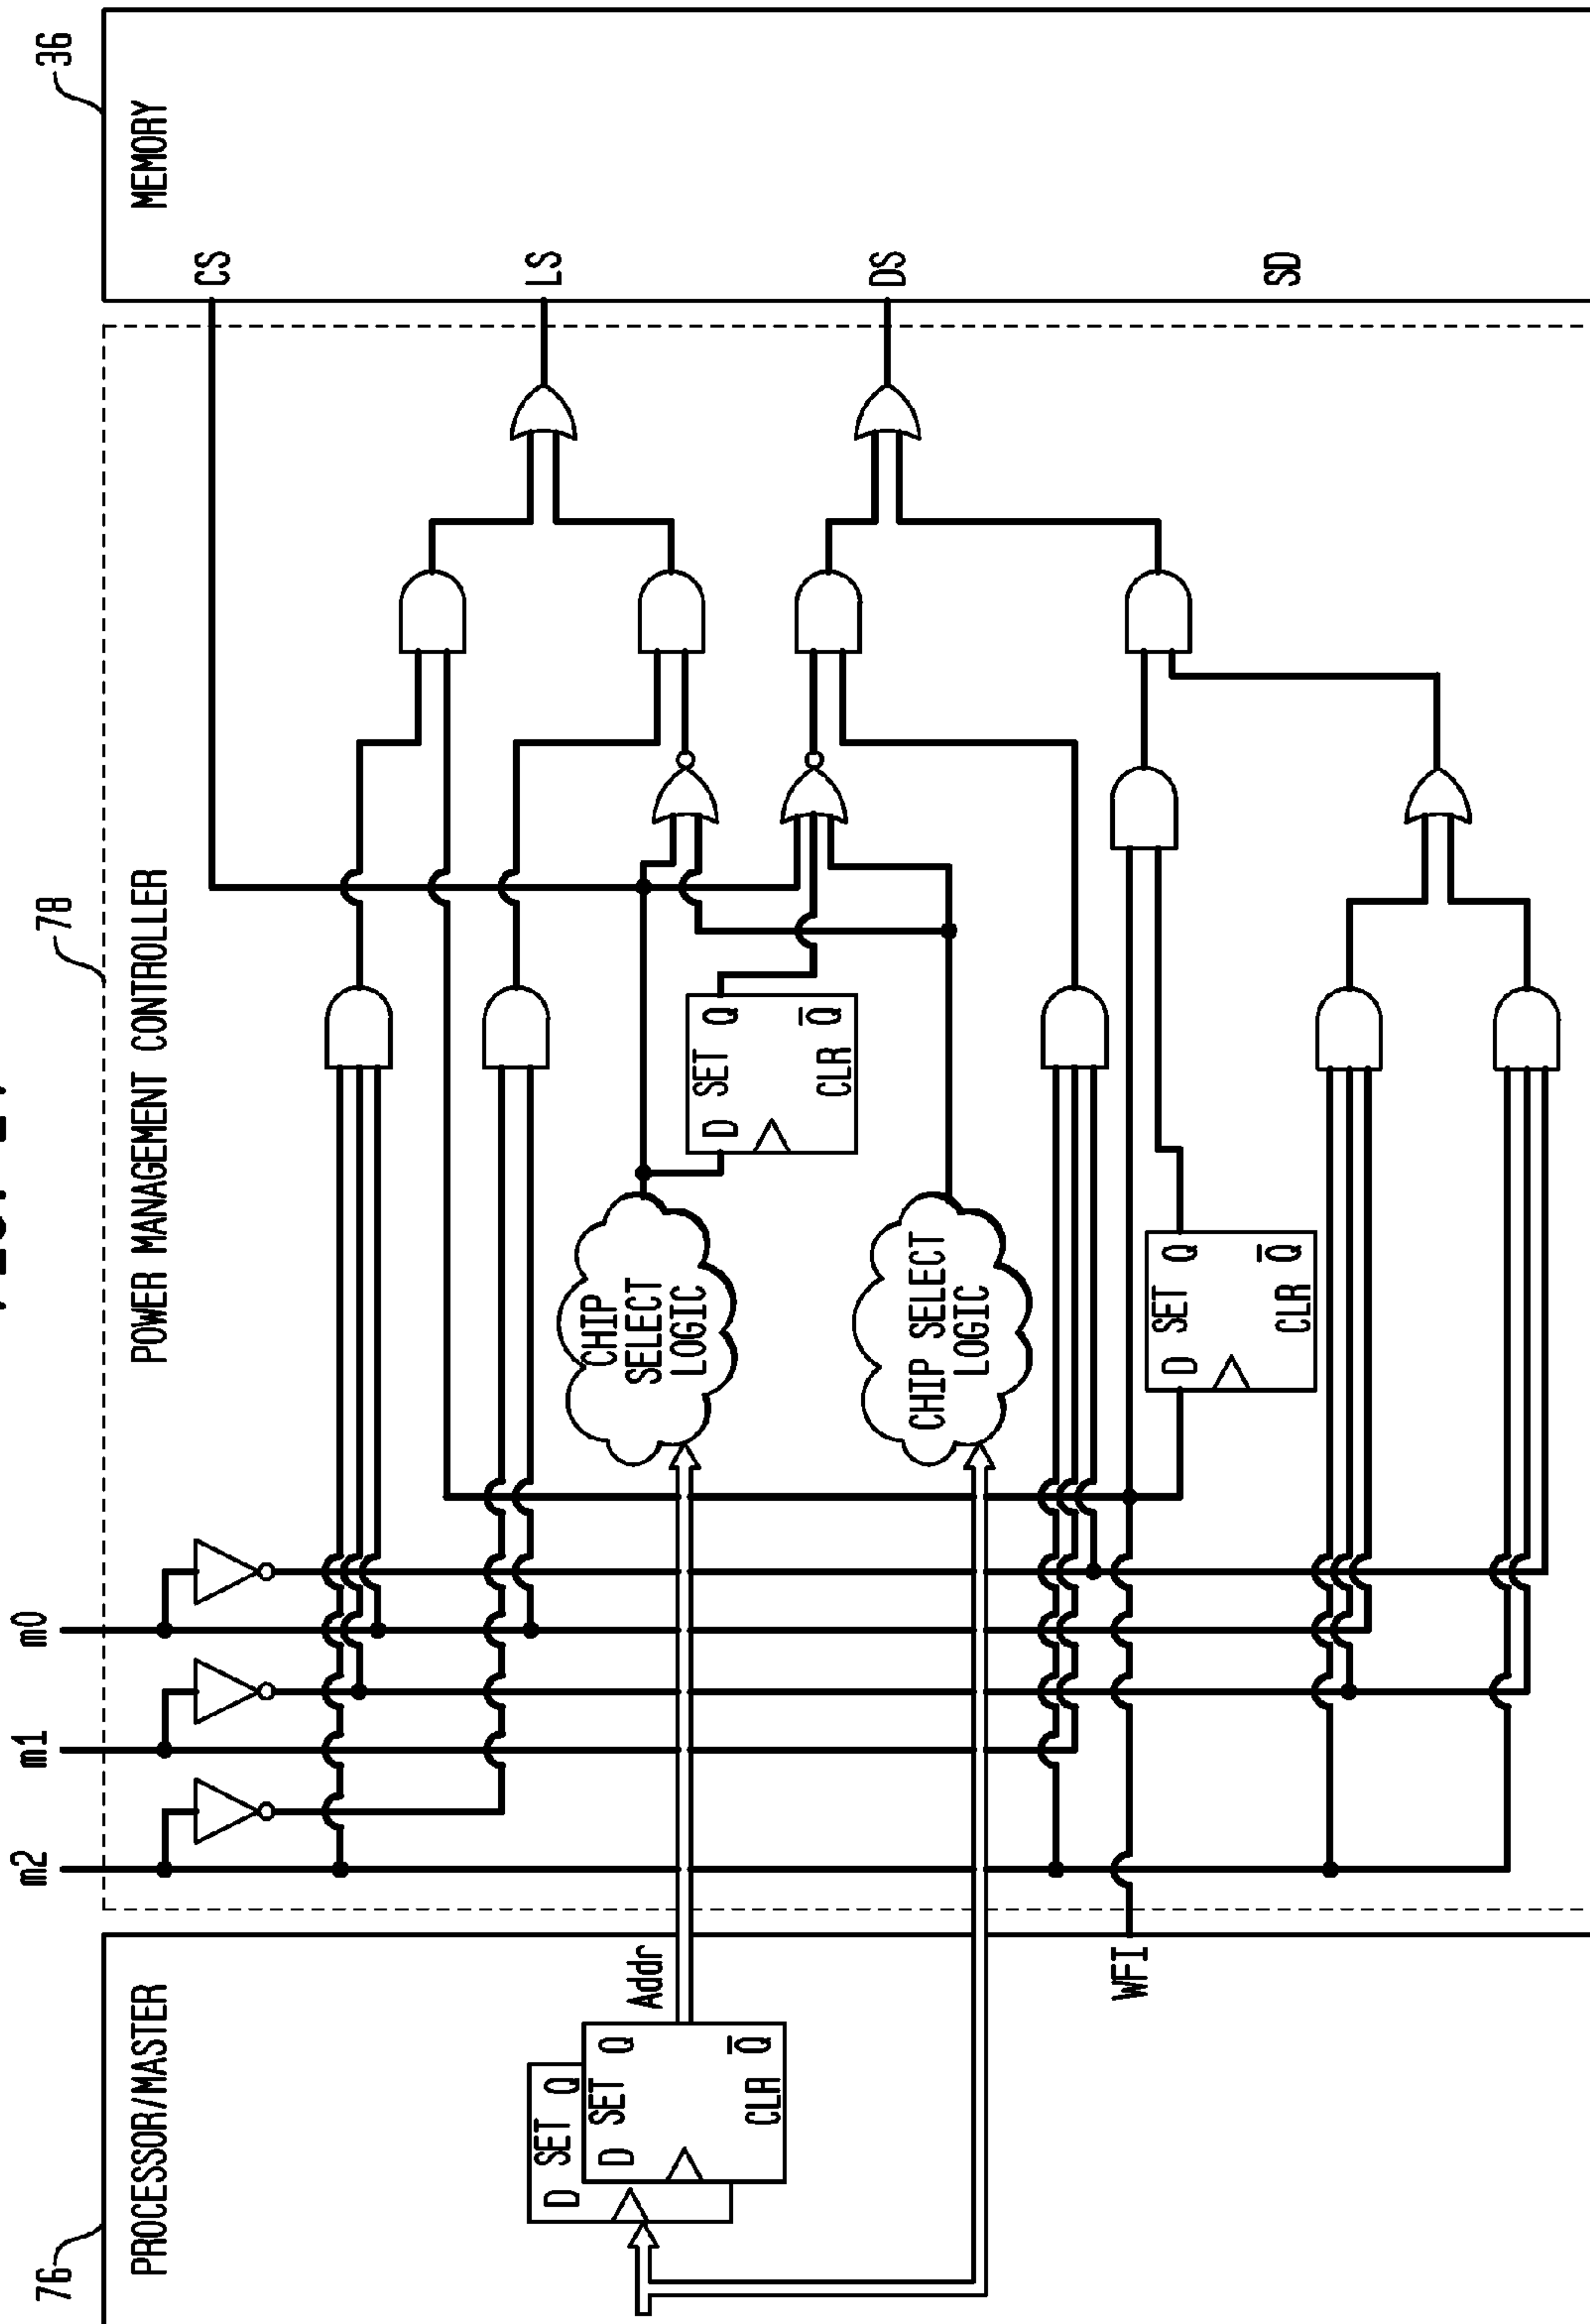 76
PROCESSOR/MASTER
D SET Q
D SET Q
CLR Q̅
Addr
WFI
78
POWER MANAGEMENT CONTROLLER
m2
m1
m0
CHIP
SELECT
LOGIC
D SET Q
CLR Q̅
CHIP SELECT
LOGIC
D SET Q
CLR Q̅
36
MEMORY
CS
LS
DS
SD